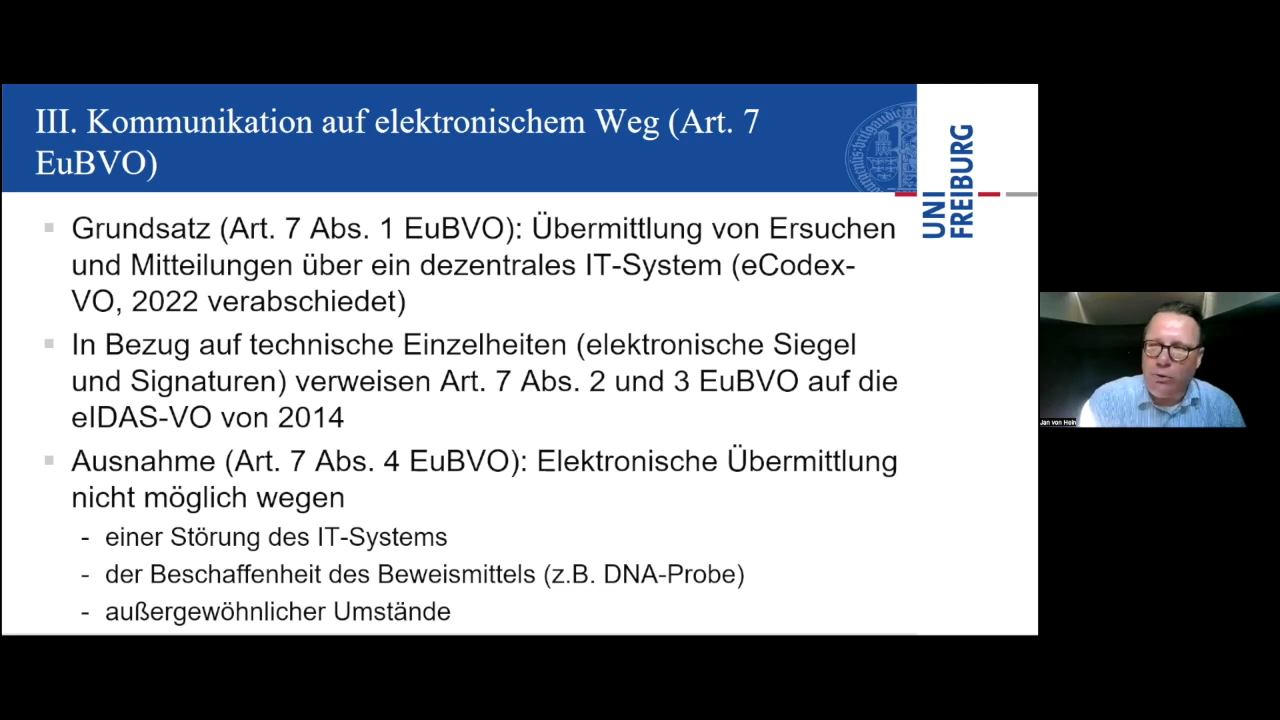 III. Kommunikation auf elektronischem Weg (Art. 7
EuBVO)
UNI
FREIBURG
Grundsatz (Art. 7 Abs. 1 EuBVO): Übermittlung von Ersuchen
und Mitteilungen über ein dezentrales IT-System (eCodex-
VO, 2022 verabschiedet)
In Bezug auf technische Einzelheiten (elektronische Siegel
und Signaturen) verweisen Art. 7 Abs. 2 und 3 EuBVO auf die
eIDAS-VO von 2014
Ausnahme (Art. 7 Abs. 4 EuBVO): Elektronische Übermittlung
nicht möglich wegen
- einer Störung des IT-Systems
- der Beschaffenheit des Beweismittels (z.B. DNA-Probe)
- außergewöhnlicher Umstände
Jan von Hein